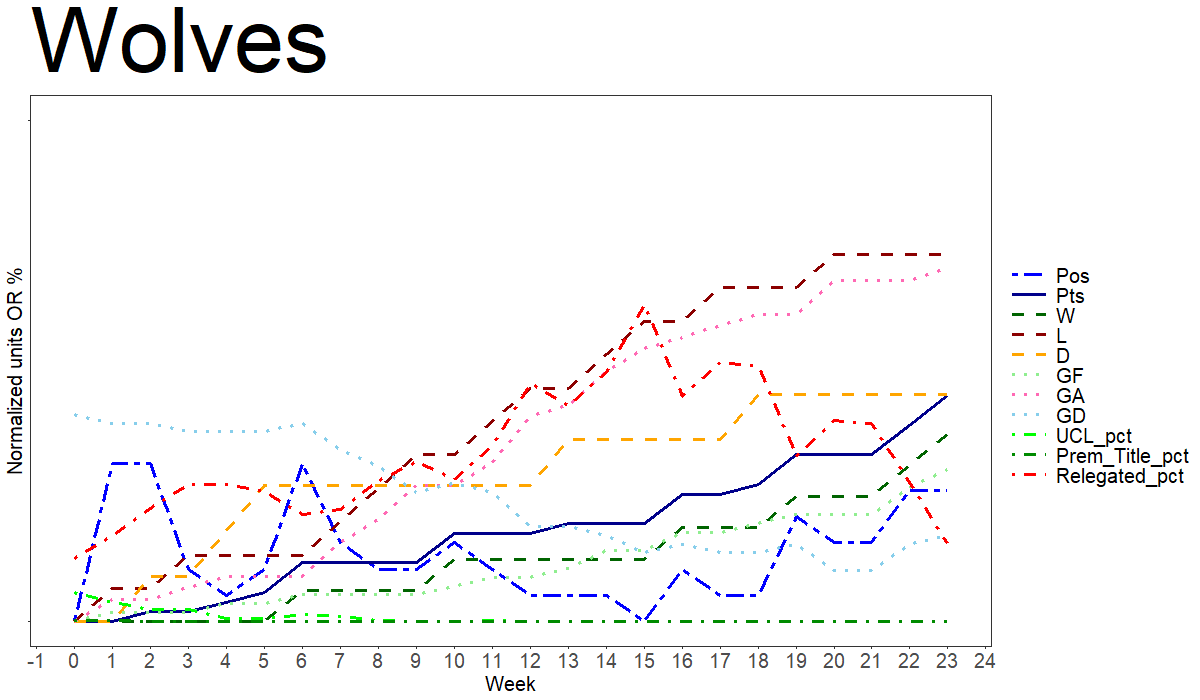 Wolves
Normalized units OR %
-1 0 1 2 3 4 5 6 7 8 9 10 11 12 13 14 15 16 17 18 19 20 21 22 23 24
Week
Pos
Pts
W
L
D
GF
GA
GD
UCL_pct
Prem_Title_pct
Relegated_pct